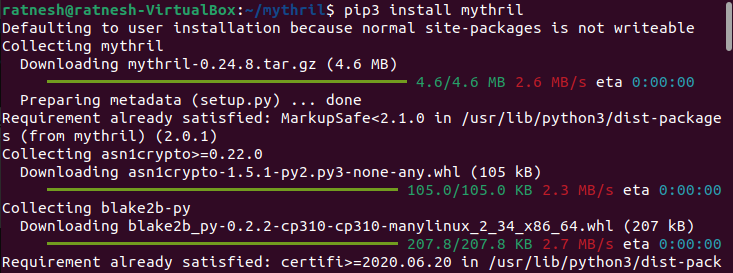 ratnesh@ratnesh-VirtualBox:~/mythril$ pip3 install mythril
Defaulting to user installation because normal site-packages is not writeable
Collecting mythril
Downloading mythril-0.24.8.tar.gz (4.6 MB)
4.6/4.6 MB 2.6 MB/s eta 0:00:00
Preparing metadata (setup.py) ... done
Requirement already satisfied: MarkupSafe<2.1.0 in /usr/lib/python3/dist-package
s (from mythril) (2.0.1)
Collecting asn1crypto>=0.22.0
Downloading asn1crypto-1.5.1-py2.py3-none-any.whl (105 kB)
105.0/105.0 KB 2.3 MB/s eta 0:00:00
Collecting blake2b-py
Downloading blake2b_py-0.2.2-cp310-cp310-manylinux_2_34_x86_64.whl (207 kB)
207.8/207.8 KB 2.7 MB/s eta 0:00:00
Requirement already satisfied: certifi>=2020.06.20 in /usr/lib/python3/dist-pack